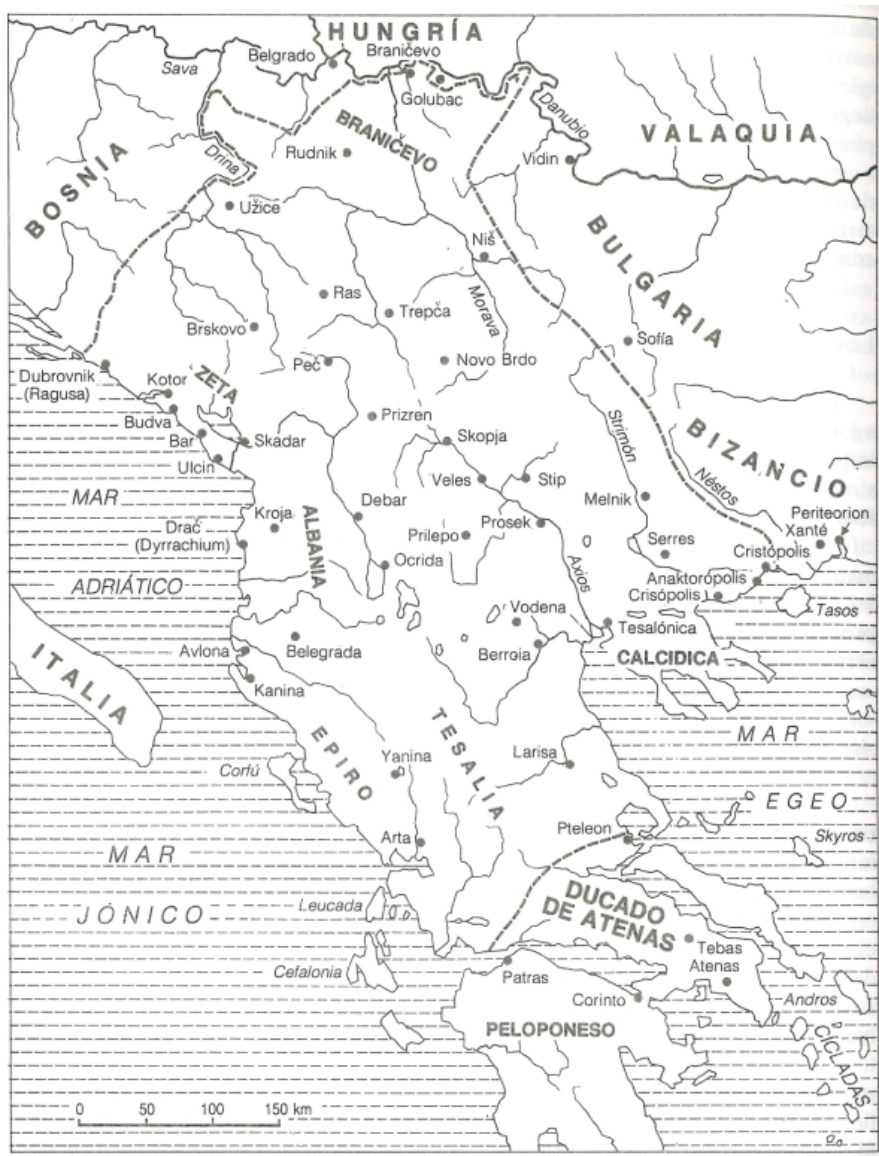 HUNGRÍA
Belgrado
Braničevo
Sava
Golubac
Danubio
BRANIČEVO
VALAQUIA
Rudnik
Vidin
BOSNIA
Drina
Užice
BULGARIA
Niš
Ras
Trepča
Morava
Brskovo
Sofía
Peč
Novo Brdo
Dubrovnik
(Ragusa)
Kotor
ZETA
Prizren
Budva
Bar
Skadar
Skopja
Strimón
BIZANCIO
Ulcin
Veles
Stip
Néstos
MAR
Melnik
Periteorion
Kroja
Debar
Xanté
Drač
(Dyrrachium)
ALBANIA
Prilepo
Prosek
Serres
Cristópolis
Ocrida
Axios
Anaktorópolis
ADRIÁTICO
Crisópolis
Vodena
Tasos
Tesalónica
Avlona
Belegrada
Berroia
CALCIDICA
ITALIA
Kanina
TESALIA
MAR
EPIRO
Yanina
Larisa
Corfú
EGEO
Arta
Pteleon
Skyros
MAR
DUCADO
DE ATENAS
JÓNICO
Leucada
Tebas
Cefalonia
Patras
Atenas
Corinto
Andros
PELOPONESO
CICLADAS
0 50 100 150 km